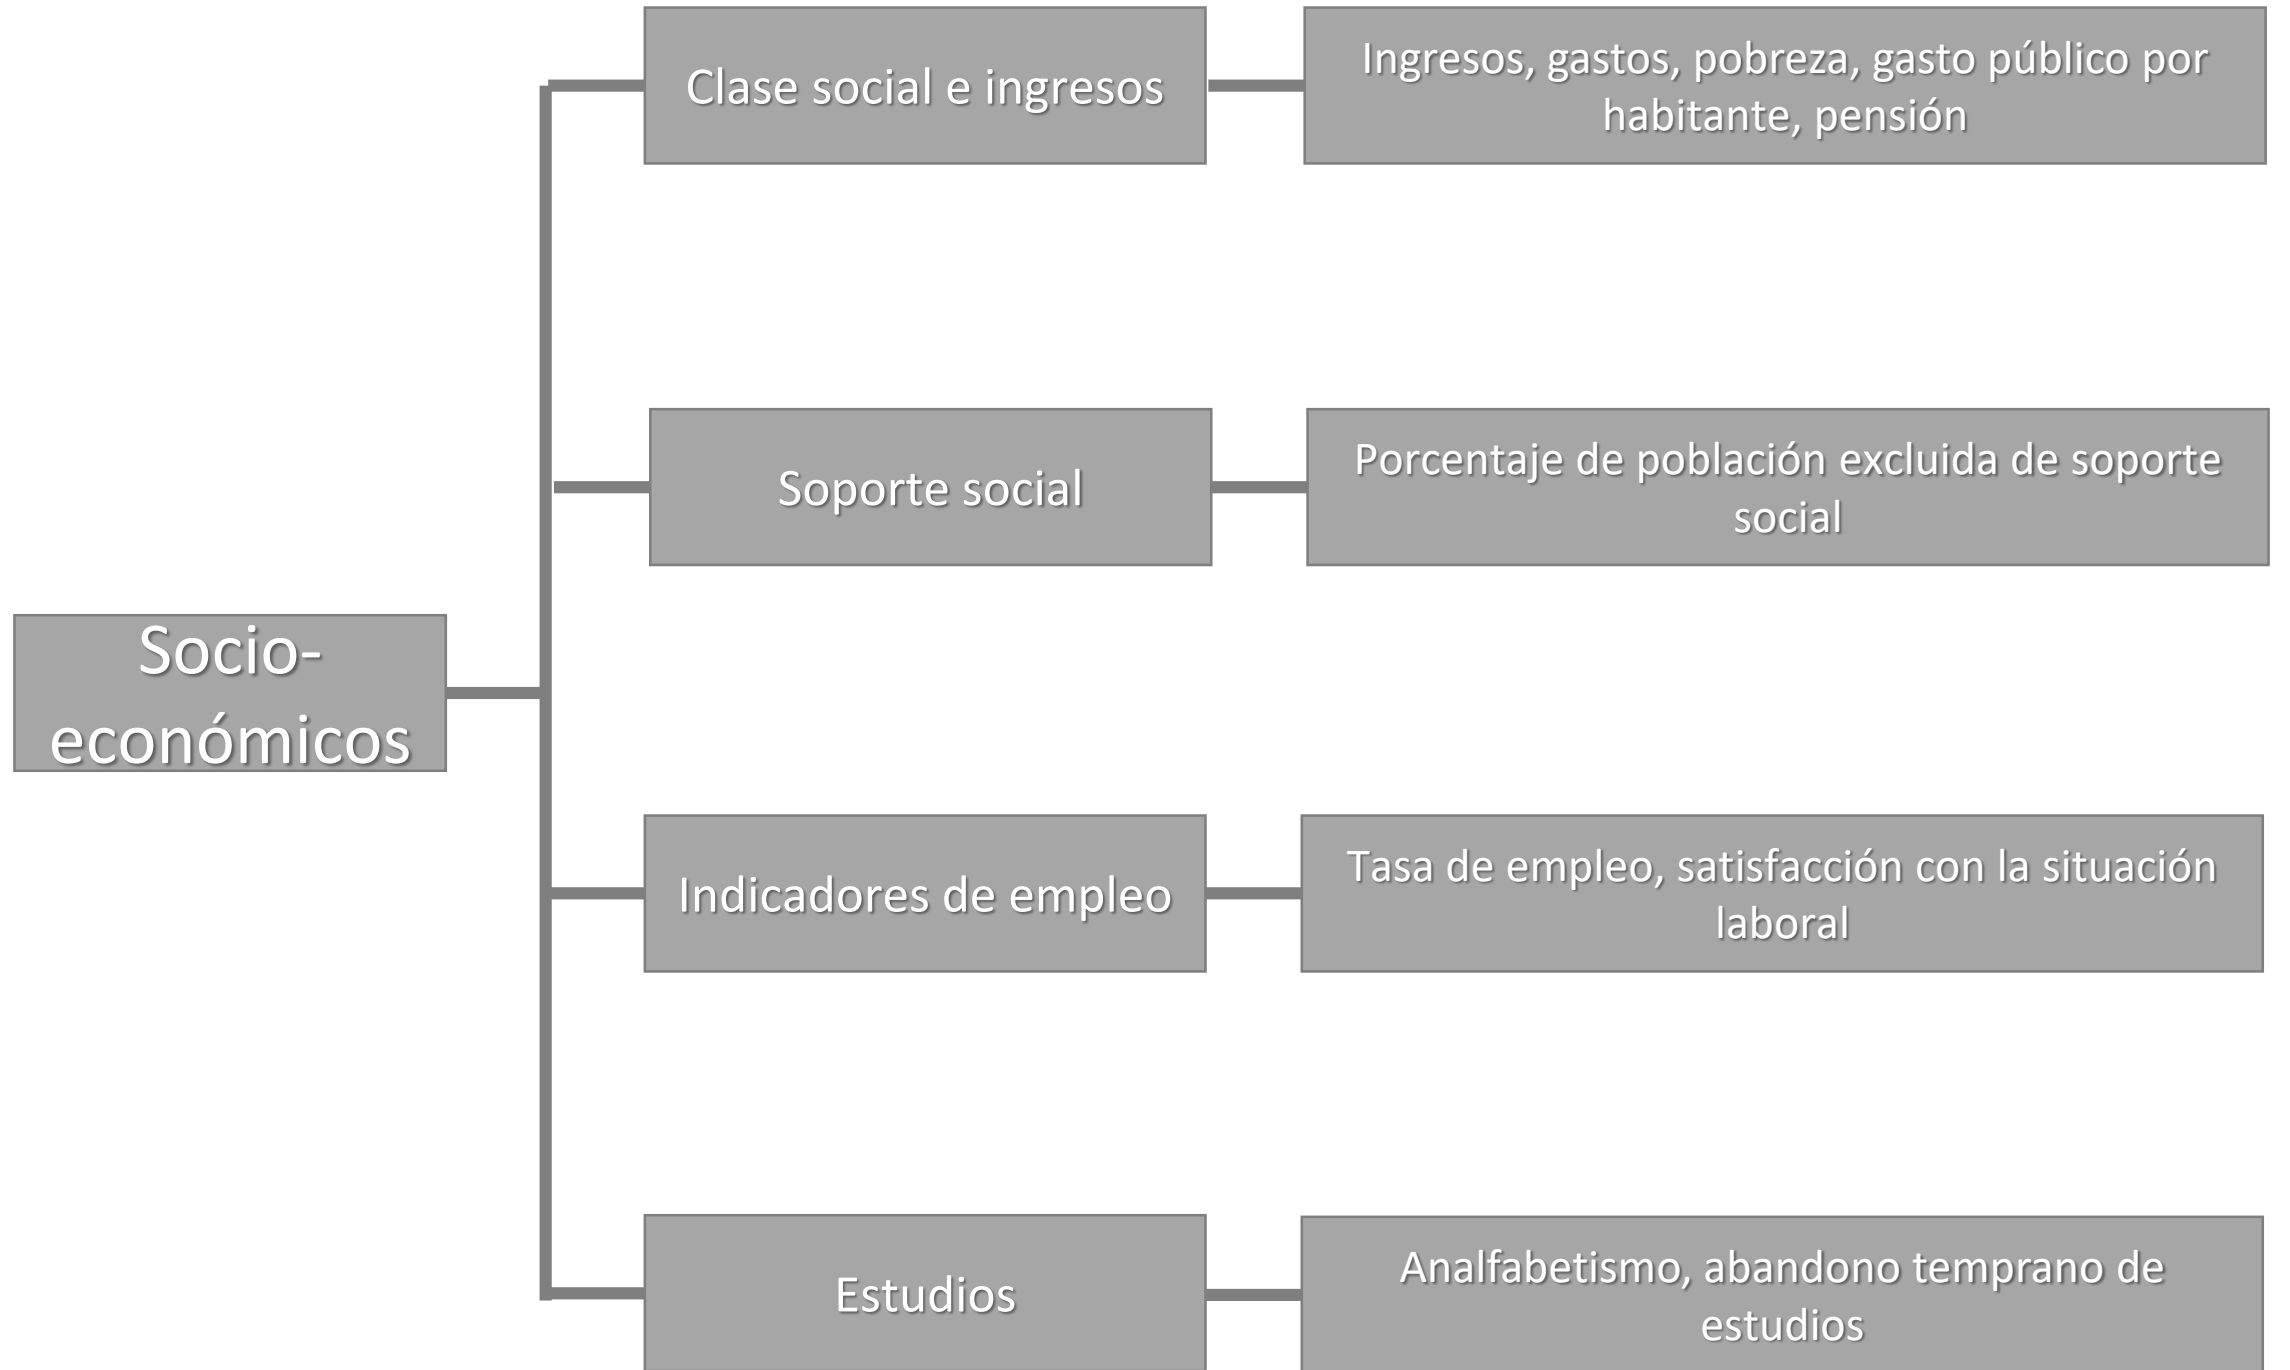 Clase social e ingresos
Ingresos, gastos, pobreza, gasto público por
habitante, pensión
Soporte social
Porcentaje de población excluida de soporte
social
Socio-
económicos
Indicadores de empleo
Tasa de empleo, satisfacción con la situación
laboral
Estudios
Analfabetismo, abandono temprano de
estudios